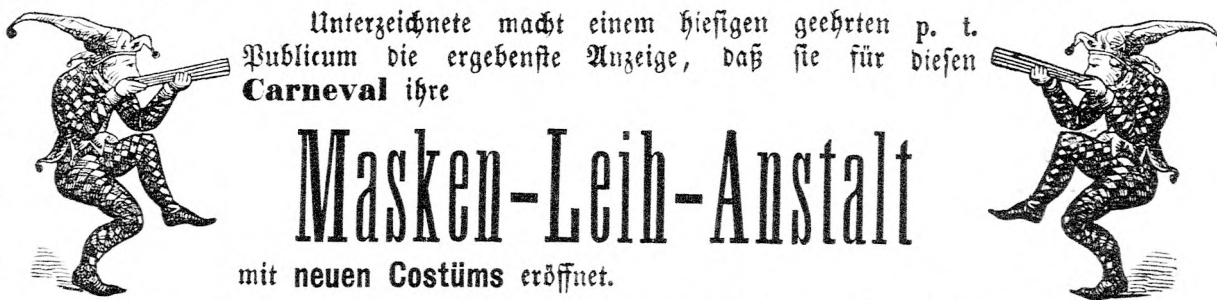 Unterzeichnete macht einem hiesigen geehrten p. t.
Publicum die ergebenste Anzeige, daß sie für diesen
Carneval ihre
Masken-Leih-Anstalt
mit neuen Costüms eröffnet.